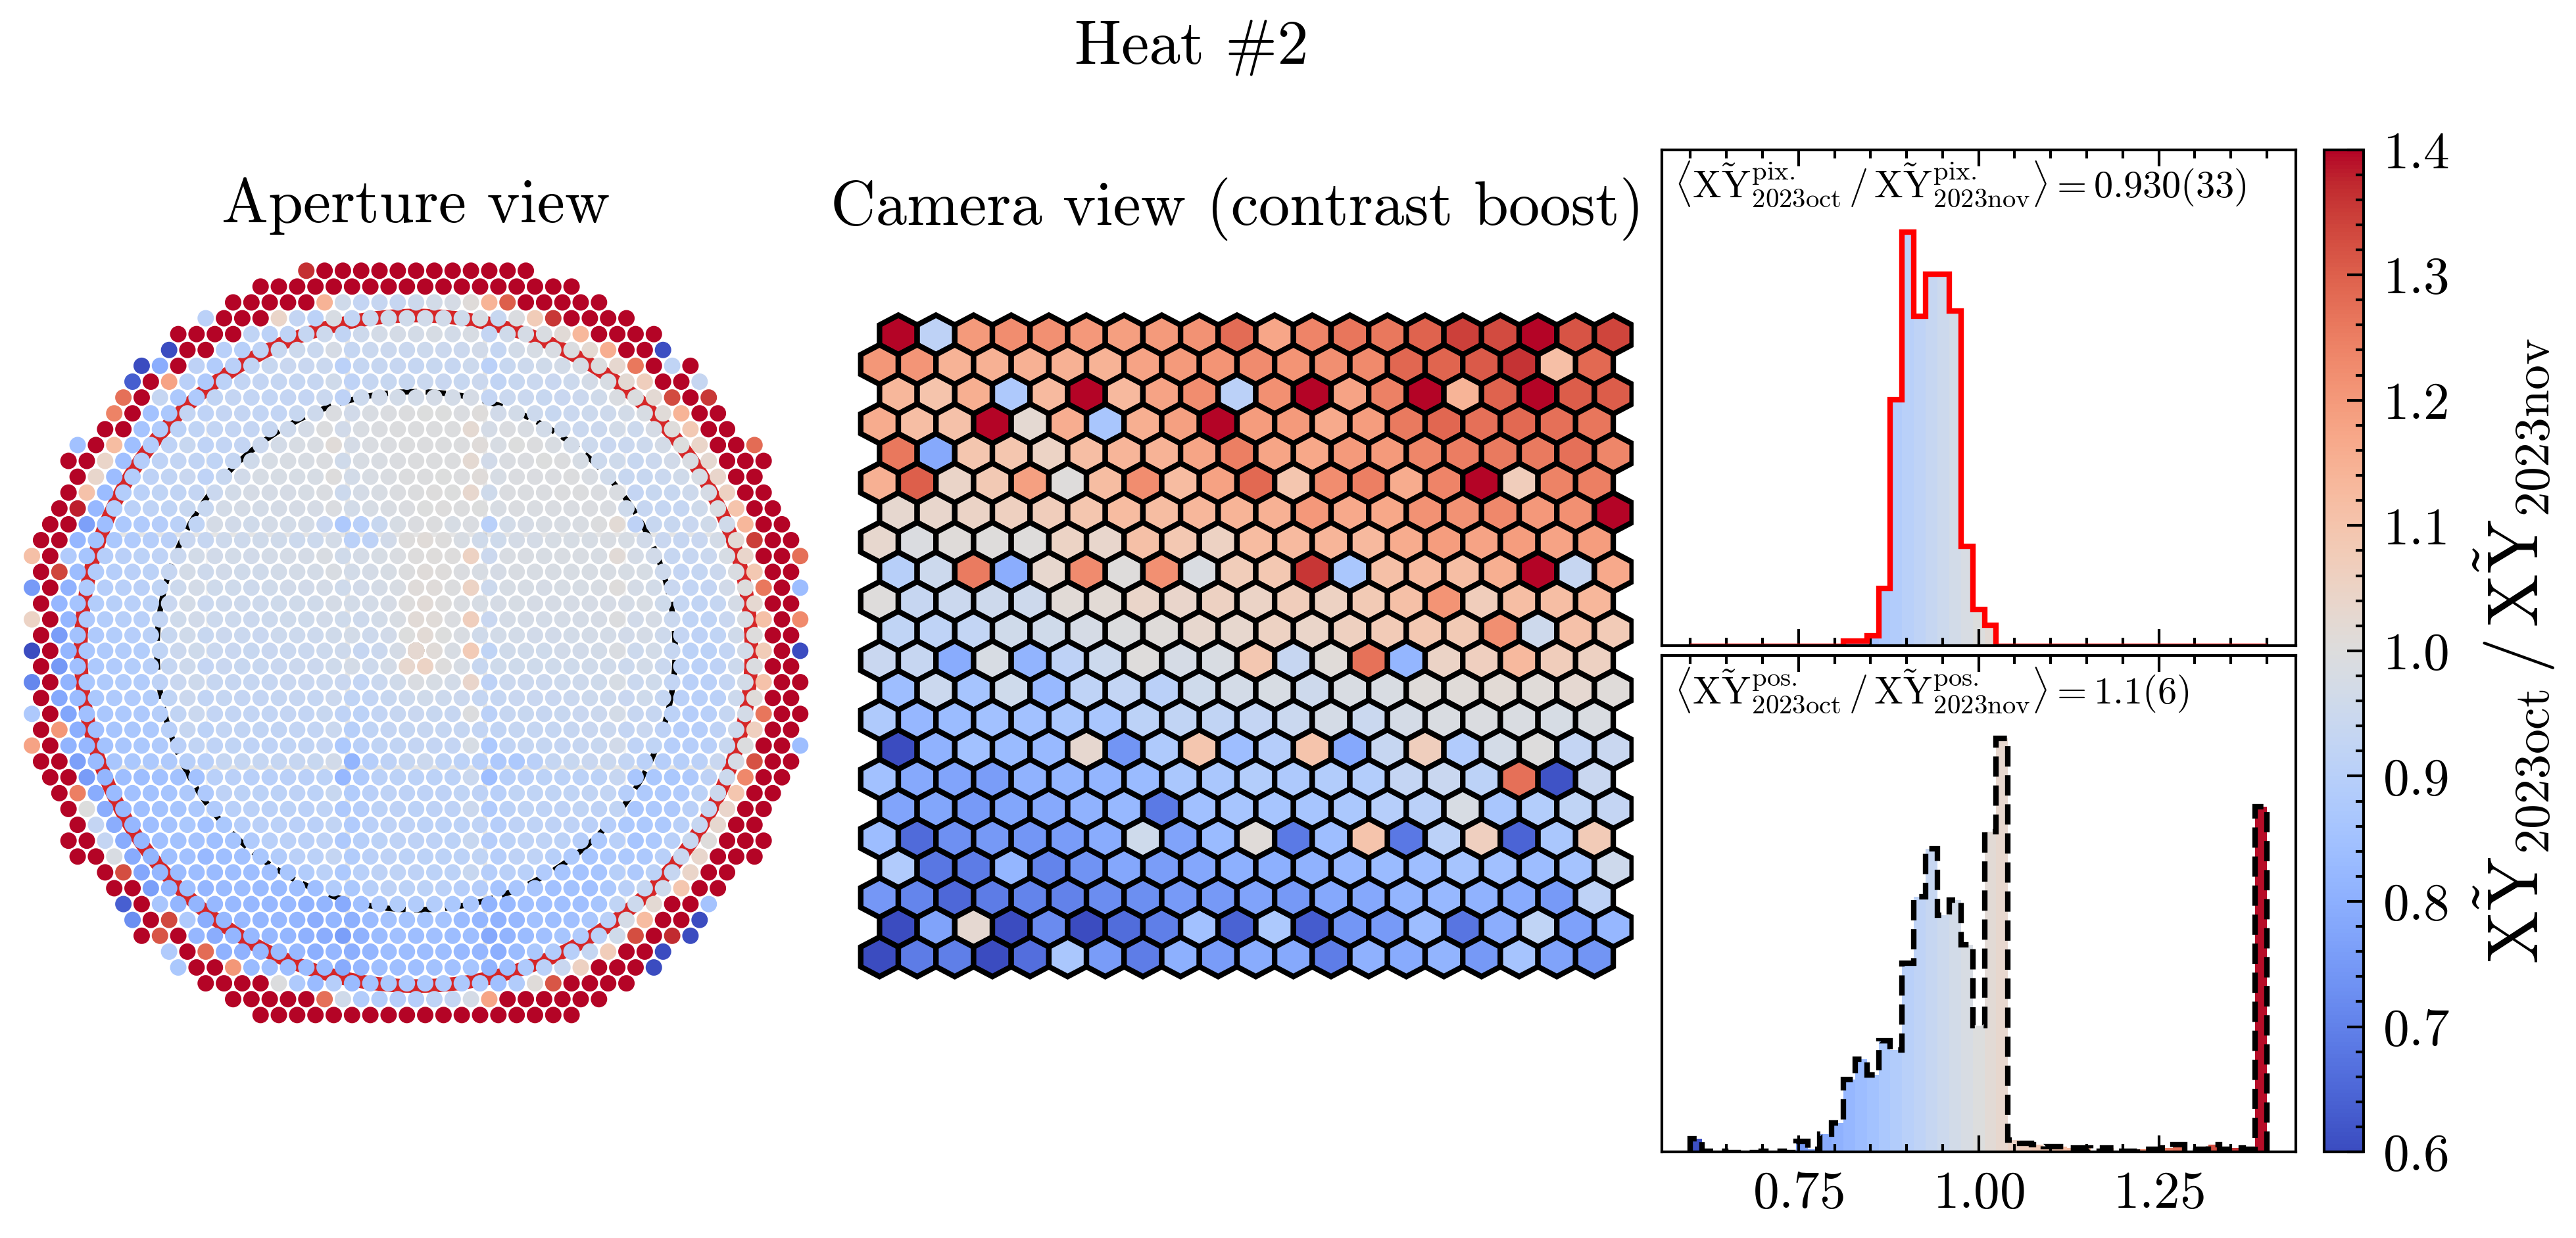 Heat #2
Aperture view
Camera view (contrast boost)
⟨XỸ^pix._2023oct / XỸ^pix._2023nov⟩ = 0.930(33)
⟨XỸ^pos._2023oct / XỸ^pos._2023nov⟩ = 1.1(6)
0.75 1.00 1.25
1.4
1.3
1.2
1.1
1.0
0.9
0.8
0.7
0.6
XỸ_2023oct / XỸ_2023nov